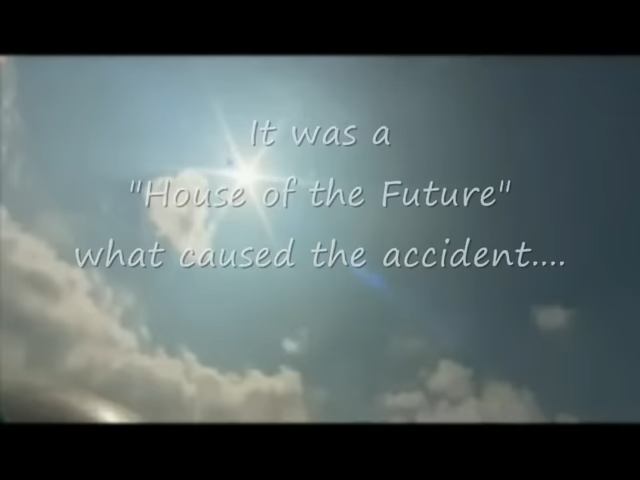 It was a
"House of the Future"
what caused the accident....